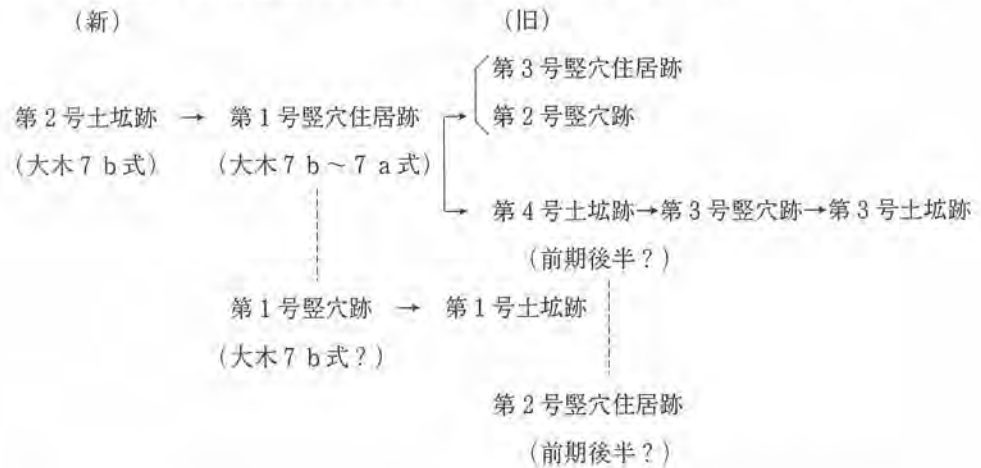 (新) (旧)
第3号竪穴住居跡
第2号土坑跡 → 第1号竪穴住居跡 → 第2号竪穴跡
(大木7b式) (大木7b~7a式)
→ 第4号土坑跡→第3号竪穴跡→第3号土坑跡
(前期後半?)
第1号竪穴跡 → 第1号土坑跡
(大木7b式?)
第2号竪穴住居跡
(前期後半?)